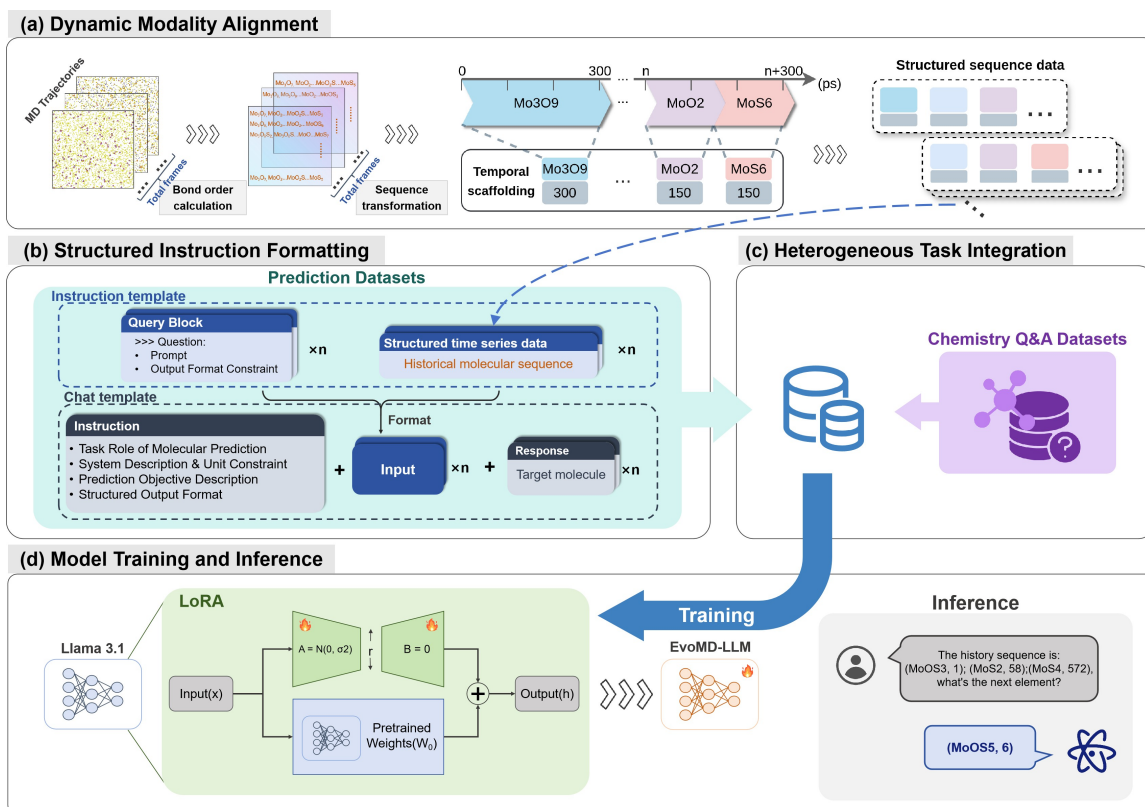 (a) Dynamic Modality Alignment
MD Trajectories
Total frames
Bond order
calculation
Total frames
Sequence
transformation
0
300
...
n
n+300
(ps)
Mo3O9
...
MoO2
MoS6
Temporal
scaffolding
Mo3O9
300
...
MoO2
150
MoS6
150
Structured sequence data
...
...
(b) Structured Instruction Formatting
Prediction Datasets
Instruction template
Query Block
>>> Question:
• Prompt
• Output Format Constraint
×n
Structured time series data
Historical molecular sequence
×n
Chat template
Format
Instruction
• Task Role of Molecular Prediction
• System Description & Unit Constraint
• Prediction Objective Description
• Structured Output Format
+
Input
×n
+
Response
Target molecule
×n
(c) Heterogeneous Task Integration
Chemistry Q&A Datasets
?
(d) Model Training and Inference
Training
LoRA
Llama 3.1
Input(x)
A = N(0, σ2)
r
B = 0
Pretrained
Weights(W₀)
+
Output(h)
EvoMD-LLM
Inference
The history sequence is:
(MoOS3, 1); (MoS2, 58);(MoS4, 572),
what's the next element?
(MoOS5, 6)